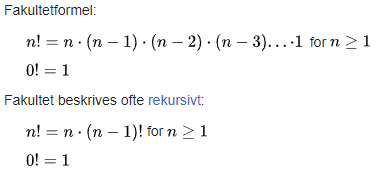 Fakultetformel:
n! = n · (n − 1) · (n − 2) · (n − 3)… .·1 for n ≥ 1
0! = 1
Fakultet beskrives ofte rekursivt:
n! = n · (n − 1)! for n ≥ 1
0! = 1